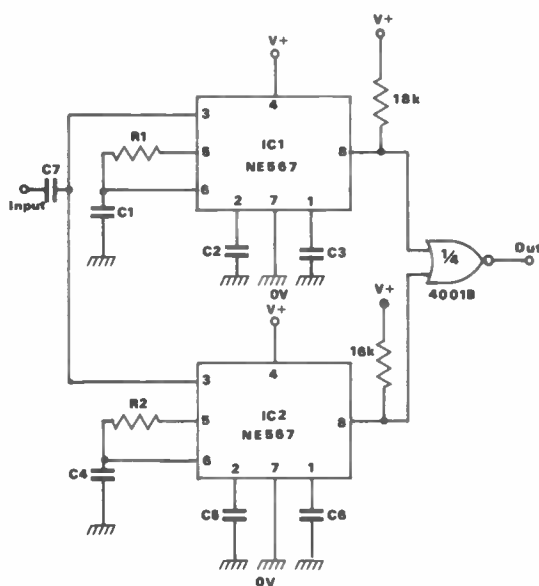 V+
V+
4
3
IC1
18k
R1
5
NE567
8
C7
6
Input
C1
2
7
1
C2
C3
1/4
Out
0V
V+
4001B
V+
4
3
IC2
16k
R2
5
NE567
8
6
C4
2
7
1
C5
C6
0V